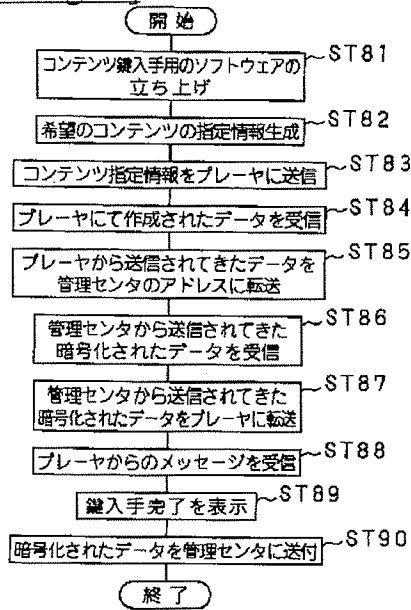 開始
コンテンツ鍵入手用のソフトウェアの
立ち上げ
ST81
希望のコンテンツの指定情報生成
ST82
コンテンツ指定情報をプレーヤに送信
ST83
プレーヤにて作成されたデータを受信
ST84
プレーヤから送信されてきたデータを
管理センタのアドレスに転送
ST85
管理センタから送信されてきた
暗号化されたデータを受信
ST86
管理センタから送信されてきた
暗号化されたデータをプレーヤに転送
ST87
プレーヤからのメッセージを受信
ST88
鍵入手完了を表示
ST89
暗号化されたデータを管理センタに送付
ST90
終了